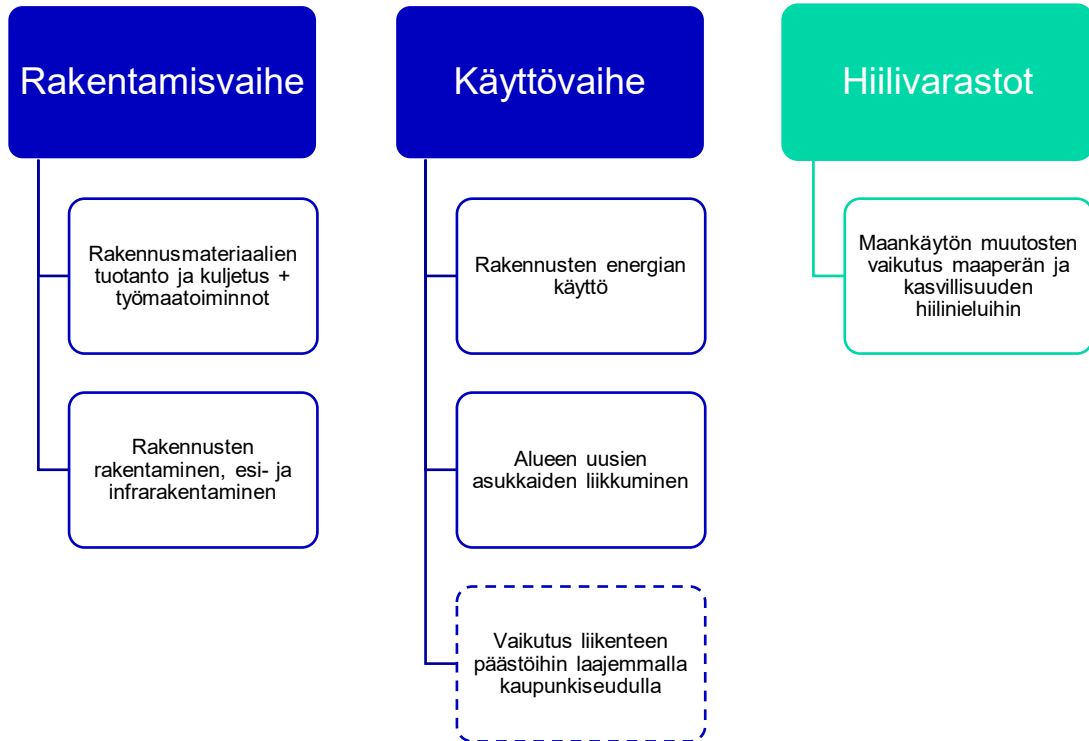 Rakentamisvaihe
Rakennusmateriaalien
tuotanto ja kuljetus +
työmaatoiminnot
Rakennusten
rakentaminen, esi- ja
infrarakentaminen
Käyttövaihe
Rakennusten energian
käyttö
Alueen uusien
asukkaiden liikkuminen
Vaikutus liikenteen
päästöihin laajemmalla
kaupunkiseudulla
Hiilivarastot
Maankäytön muutosten
vaikutus maaperän ja
kasvillisuuden
hiilinieluihin